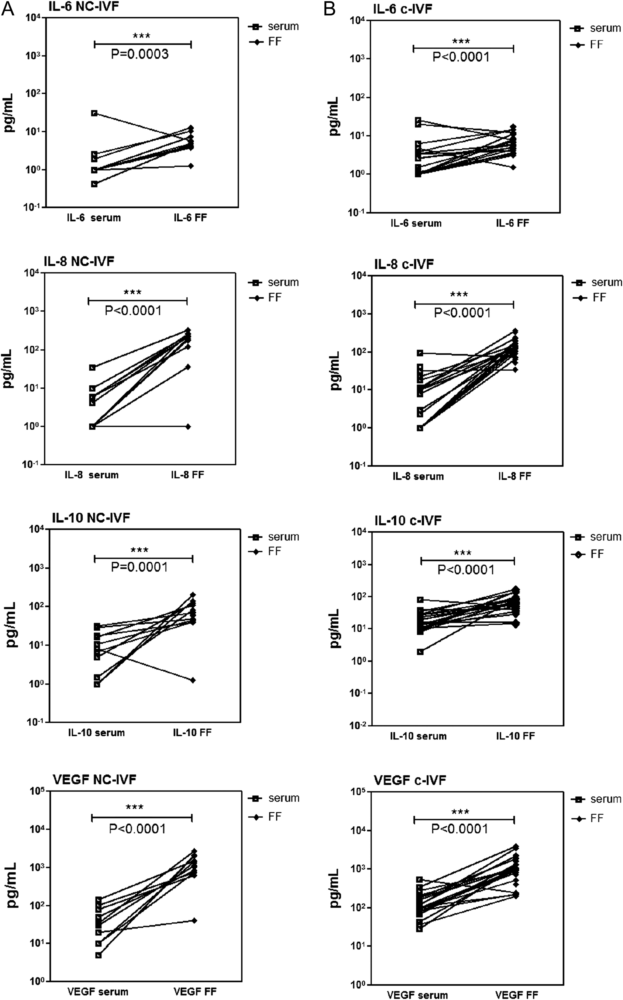 A
IL-6 NC-IVF
10⁴
10³
10²
10¹
10⁰
10⁻¹
pg/mL
***
P=0.0003
serum
FF
IL-6 serum
IL-6 FF
B
IL-6 c-IVF
10⁴
10³
10²
10¹
10⁰
10⁻¹
pg/mL
***
P<0.0001
serum
FF
IL-6 serum
IL-6 FF
IL-8 NC-IVF
10⁴
10³
10²
10¹
10⁰
10⁻¹
pg/mL
***
P<0.0001
serum
FF
IL-8 serum
IL-8 FF
IL-8 c-IVF
10⁴
10³
10²
10¹
10⁰
10⁻¹
pg/mL
***
P<0.0001
serum
FF
IL-8 serum
IL-8 FF
IL-10 NC-IVF
10⁴
10³
10²
10¹
10⁰
10⁻¹
pg/mL
***
P=0.0001
serum
FF
IL-10 serum
IL-10 FF
IL-10 c-IVF
10⁴
10³
10²
10¹
10⁰
10⁻¹
10⁻²
pg/mL
***
P<0.0001
serum
FF
IL-10 serum
IL-10 FF
VEGF NC-IVF
10⁵
10⁴
10³
10²
10¹
10⁰
pg/mL
***
P<0.0001
serum
FF
VEGF serum
VEGF FF
VEGF c-IVF
10⁵
10⁴
10³
10²
10¹
10⁰
pg/mL
***
P<0.0001
serum
FF
VEGF serum
VEGF FF